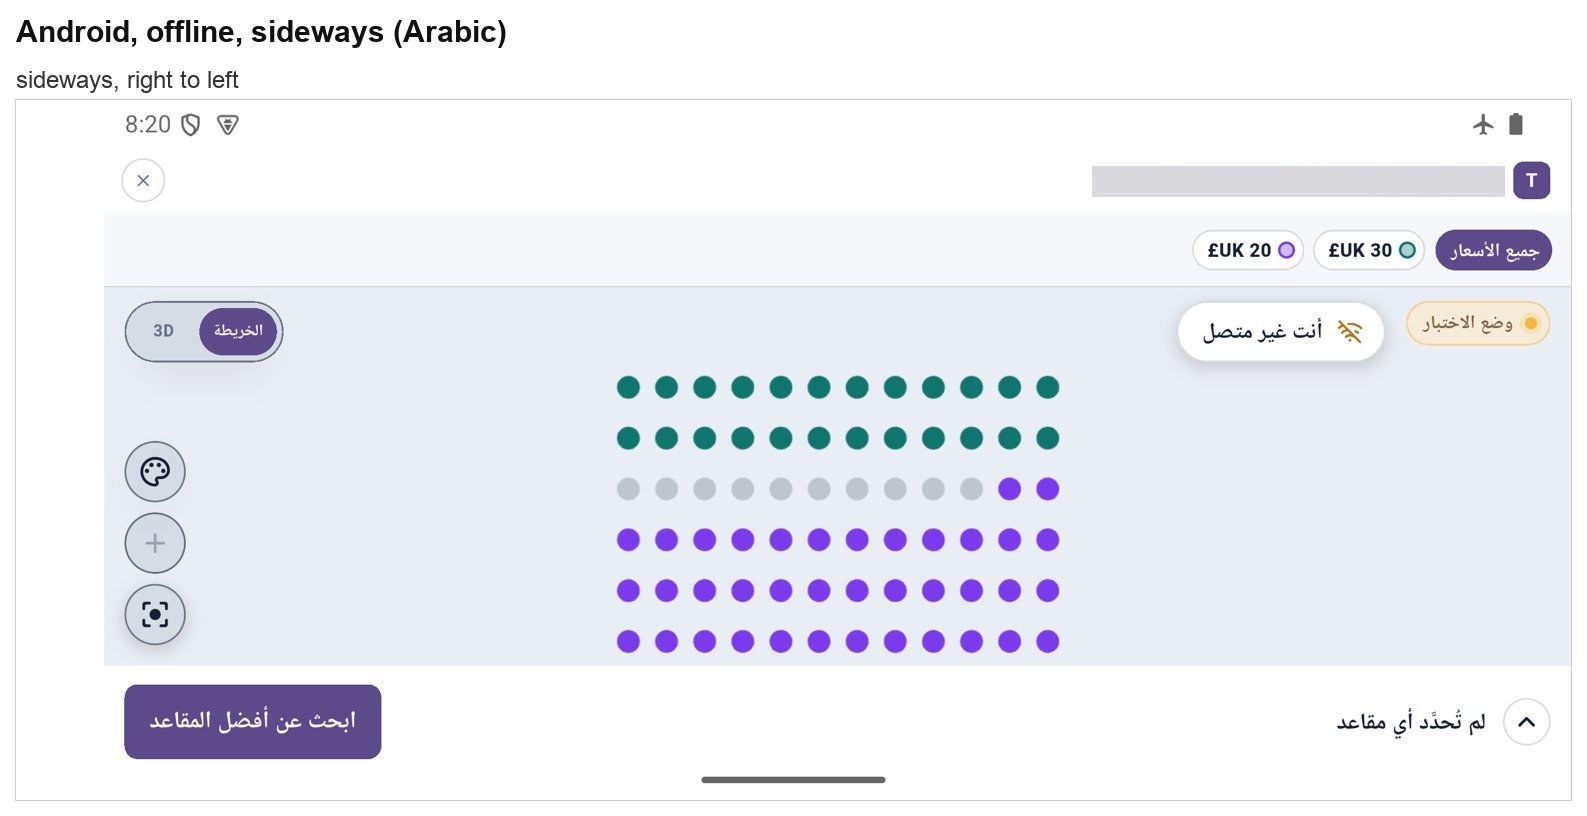 Android, offline, sideways (Arabic)
sideways, right to left
8:20
T
جميع الأسعار
£UK 30
£UK 20
وضع الاختبار
أنت غير متصل
الخريطة
3D
لم تُحدَّد أي مقاعد
ابحث عن أفضل المقاعد